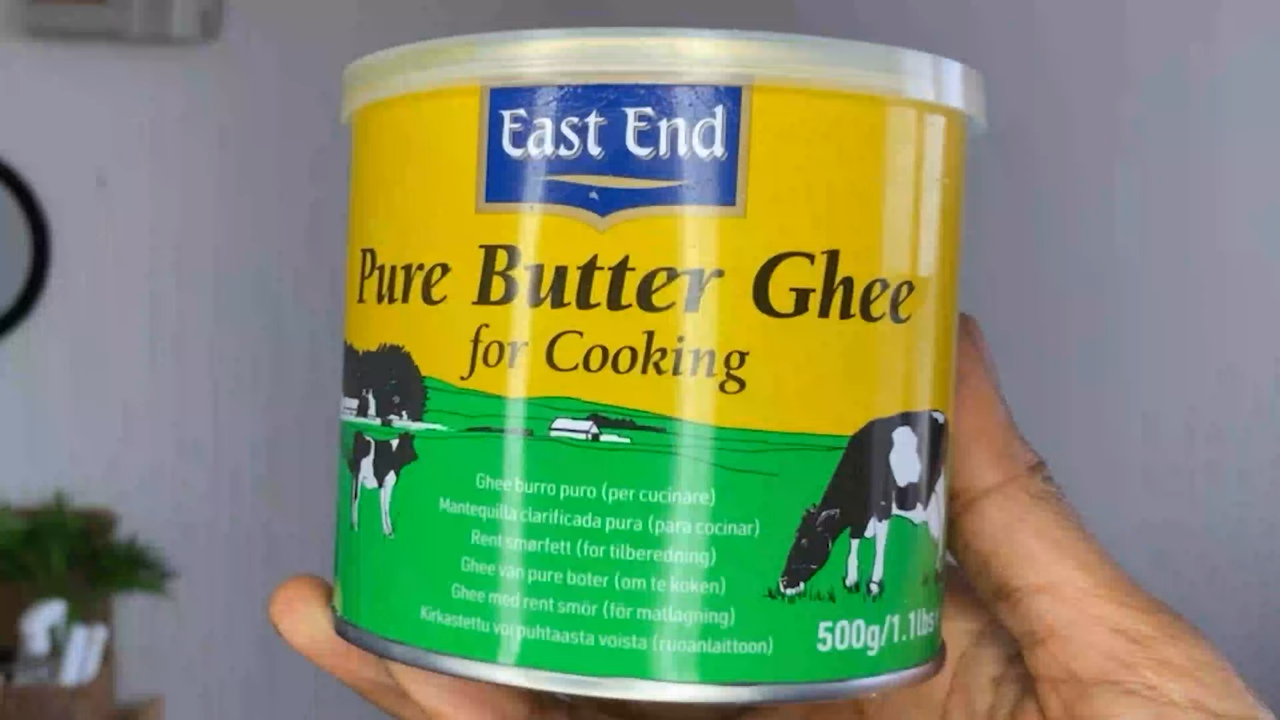 East End
Pure Butter Ghee
for Cooking
Ghee burro puro (per cucinare)
Mantequilla clarificada pura (para cocinar)
Rent smørfett (for tilberedning)
Ghee van pure boter (om te koken)
Ghee med rent smör (för matlagning)
Kirkastettu voi puhtaasta voista (ruoanlaittoon)
500g/1.1lbs